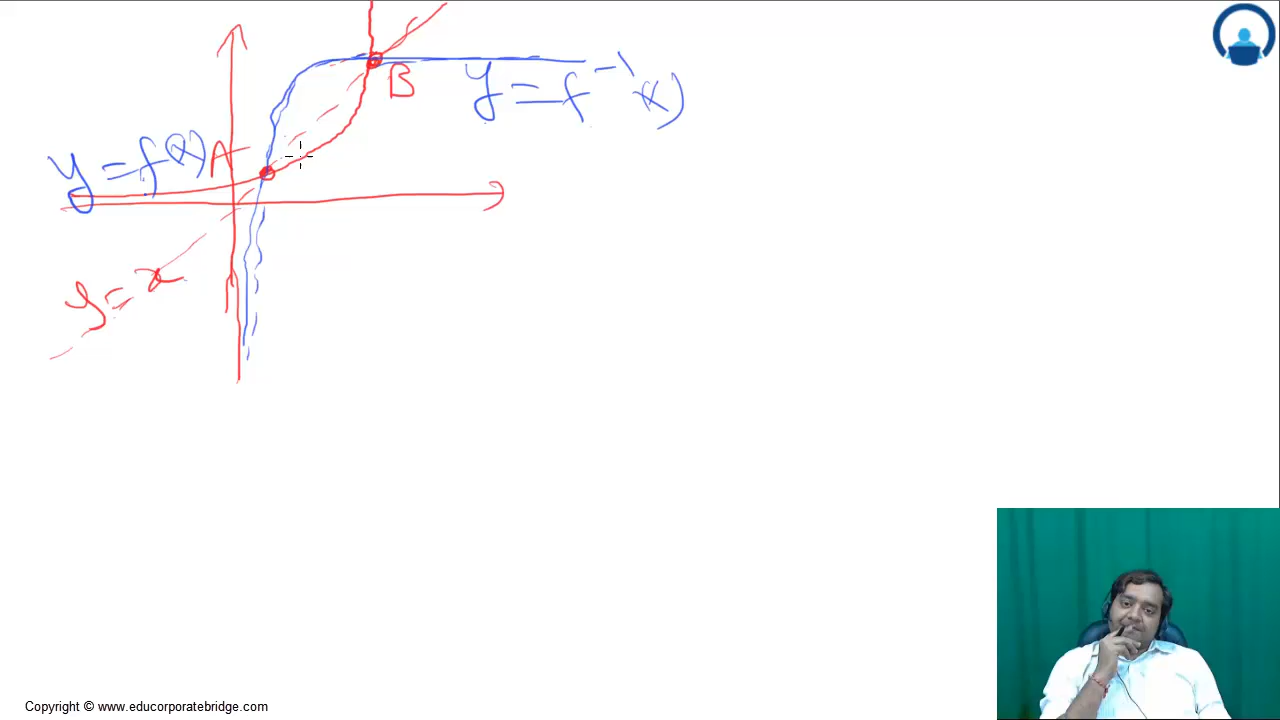 B
y = f⁻¹(x)
y = f(x)
A
y = x
Copyright © www.educorporatebridge.com